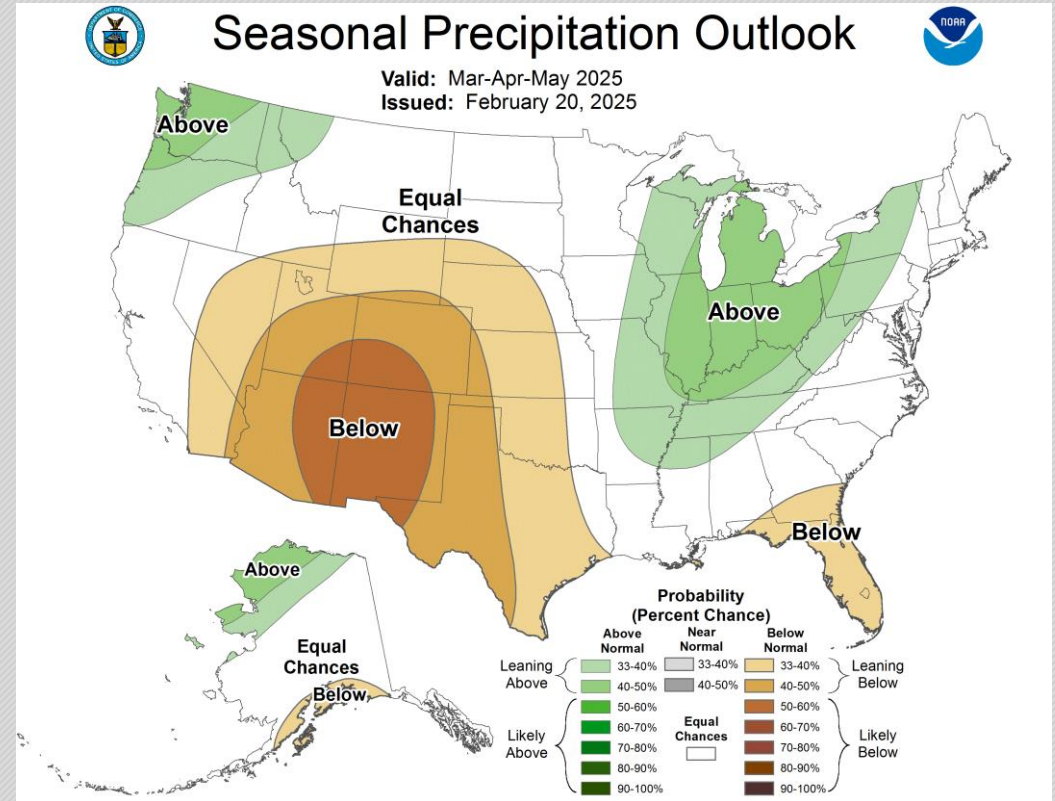 Seasonal Precipitation Outlook
NOAA
Valid: Mar-Apr-May 2025
Issued: February 20, 2025
Above
Equal
Chances
Above
Below
Below
Above
Equal
Chances
Below
Probability
(Percent Chance)
Above
Normal
Near
Normal
Below
Normal
Leaning
Above
33-40%
40-50%
33-40%
40-50%
33-40%
40-50%
Leaning
Below
Likely
Above
50-60%
60-70%
70-80%
80-90%
90-100%
Equal
Chances
50-60%
60-70%
70-80%
80-90%
90-100%
Likely
Below